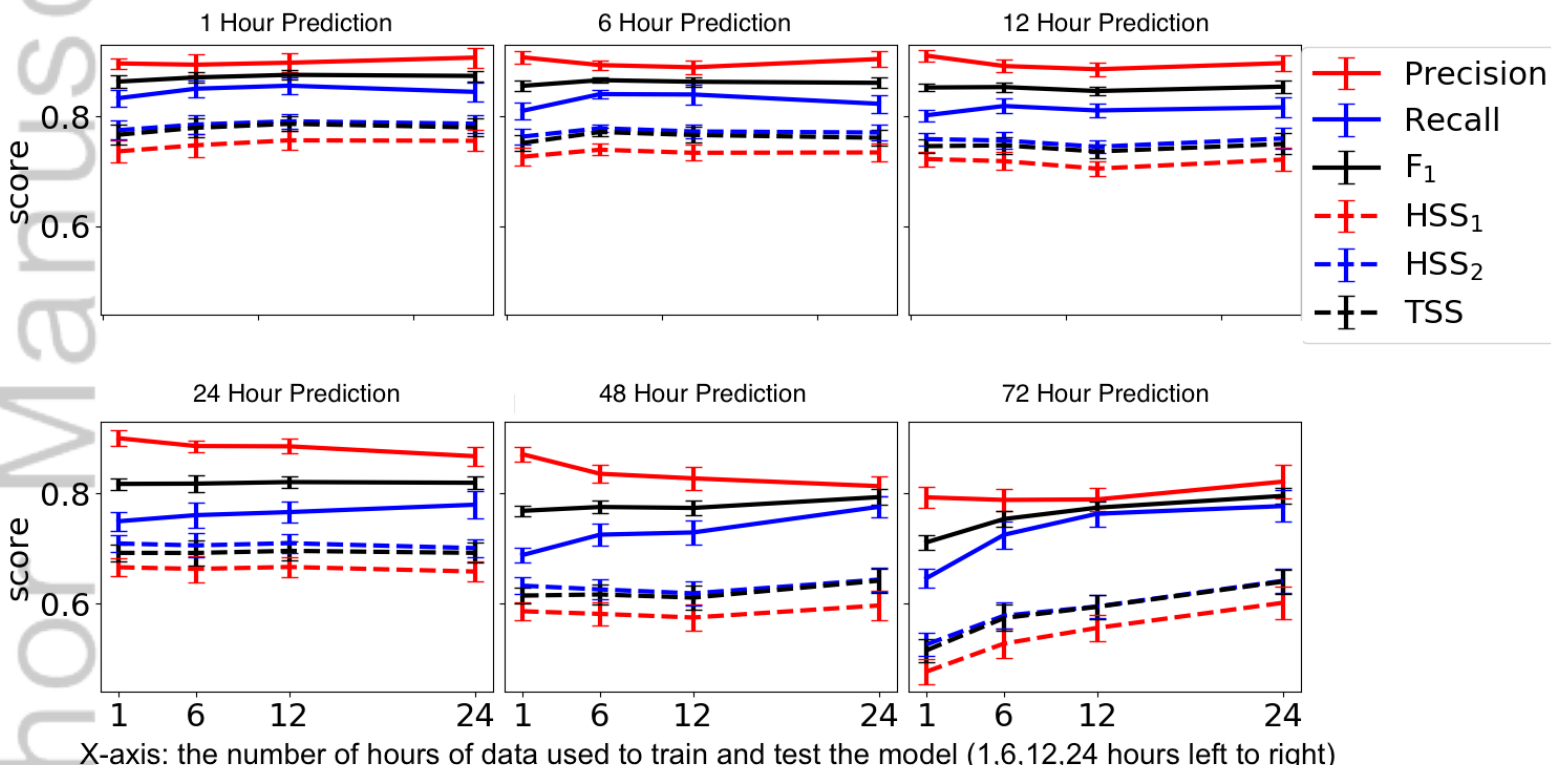 1 Hour Prediction
6 Hour Prediction
12 Hour Prediction
Precision
Recall
F1
HSS1
HSS2
TSS
score
0.8
0.6
24 Hour Prediction
48 Hour Prediction
72 Hour Prediction
score
0.8
0.6
1 6 12 24
1 6 12 24
1 6 12 24
X-axis: the number of hours of data used to train and test the model (1,6,12,24 hours left to right)
hor Manus